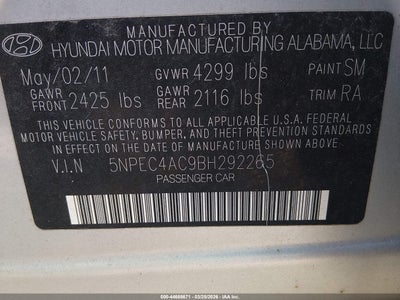 HYUNDAI MOTOR MANUFACTURING ALABAMA, LLC
May/02/11 GVWR 4299 lbs PAINT SM
GAWR FRONT 2425 lbs GAWR REAR 2116 lbs TRIM RA
THIS VEHICLE CONFORMS TO ALL APPLICABLE U.S. FEDERAL
MOTOR VEHICLE SAFETY, BUMPER, AND THEFT PREVENTION
STANDARDS IN EFFECT ON THE DATE OF MANUFACTURE SHOWN ABOVE.
V.I.N 5NPEC4AC9BH292265
PASSENGER CAR